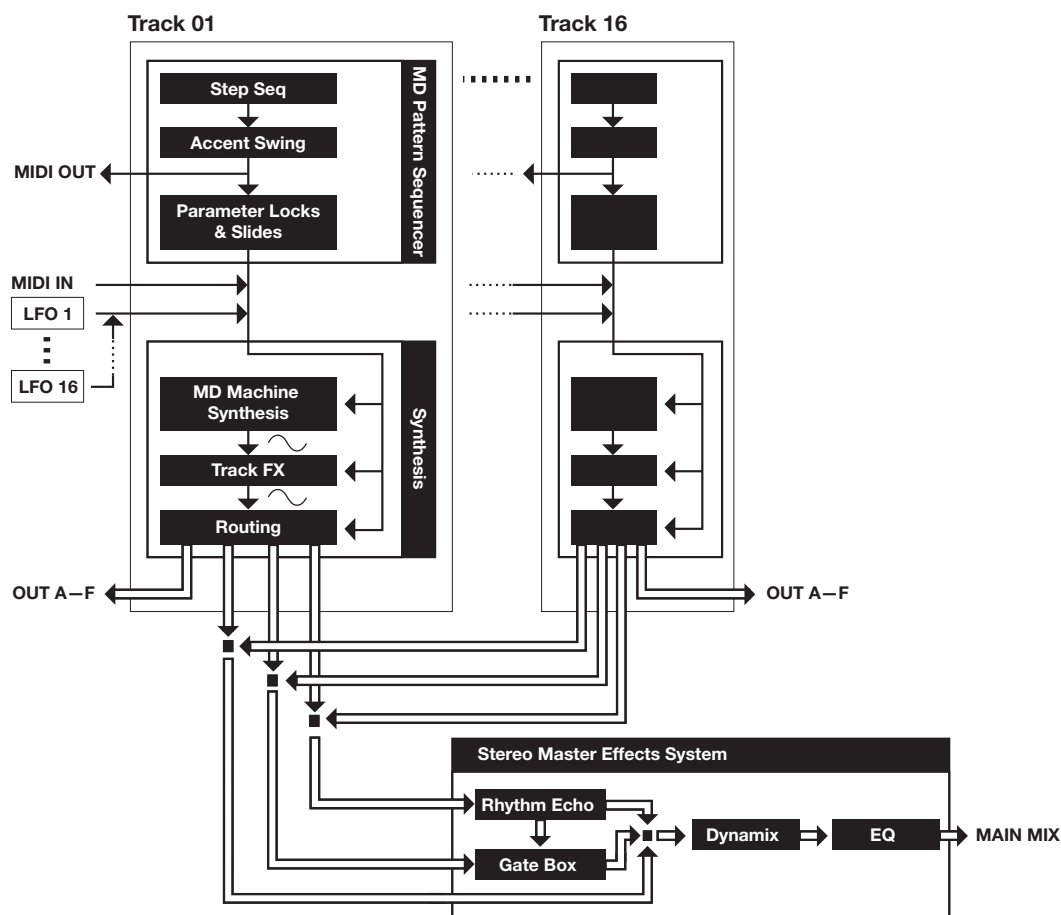 Track 01
Track 16
Step Seq
Accent Swing
MIDI OUT
Parameter Locks
& Slides
MD Pattern Sequencer
MIDI IN
LFO 1
LFO 16
MD Machine
Synthesis
Track FX
Routing
Synthesis
OUT A—F
OUT A—F
Stereo Master Effects System
Rhythm Echo
Gate Box
Dynamix
EQ
MAIN MIX